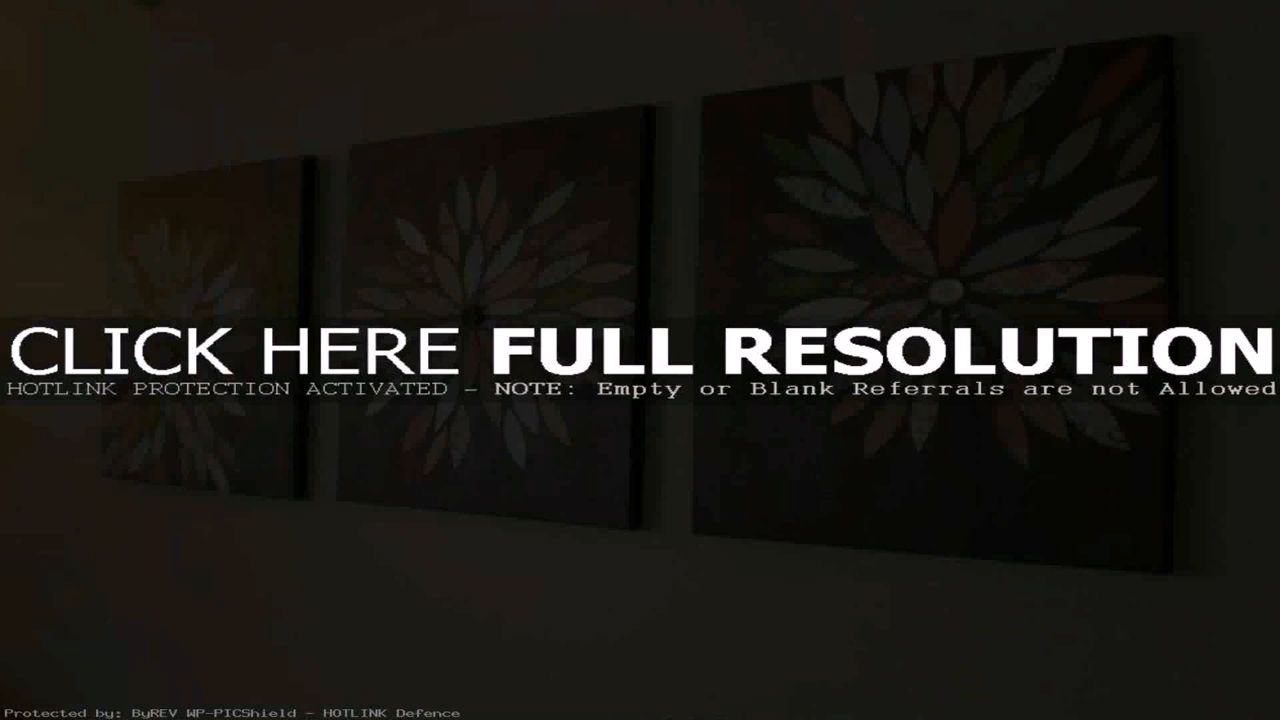 CLICK HERE FULL RESOLUTION
HOTLINK PROTECTION ACTIVATED – NOTE: Empty or Blank Referrals are not Allowed
Protected by: ByREV WP-PICShield – HOTLINK Defence